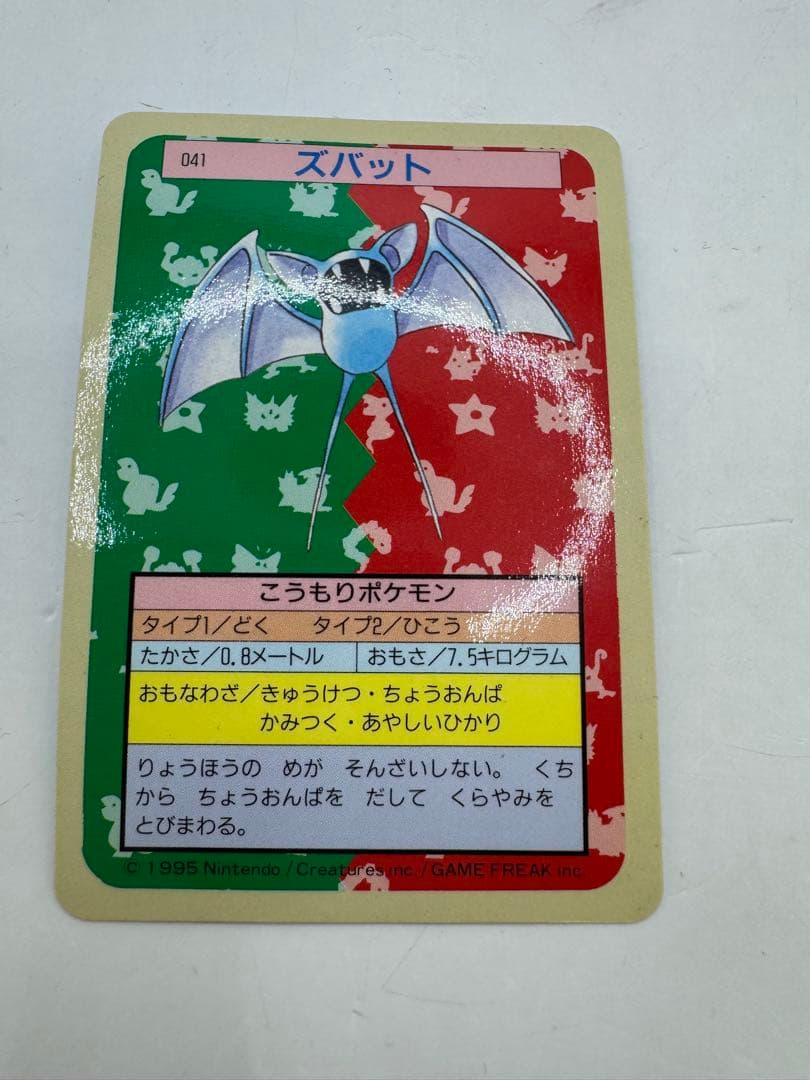 041 ズバット
こうもりポケモン
タイプ1／どく　タイプ2／ひこう
たかさ／0.8メートル　おもさ／7.5キログラム
おもなわざ／きゅうけつ・ちょうおんぱ
かみつく・あやしいひかり
りょうほうの　めが　そんざいしない。　くち
から　ちょうおんぱを　だして　くらやみを
とびまわる。
© 1995 Nintendo / Creatures inc. / GAME FREAK inc.